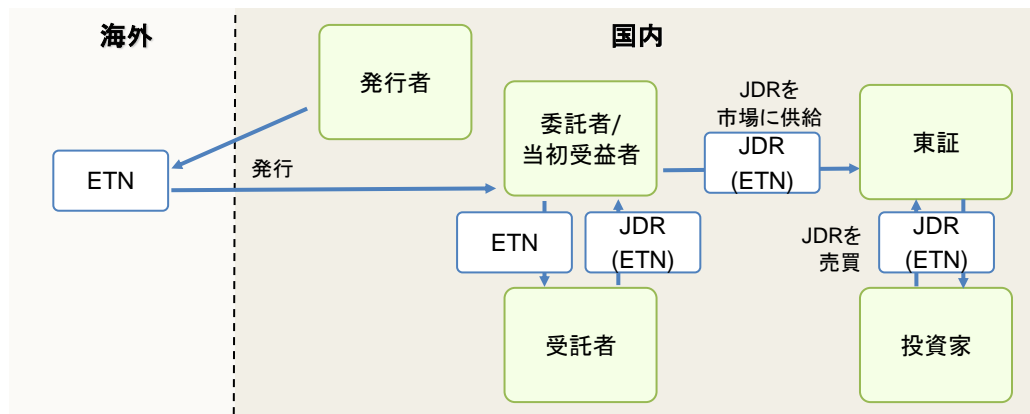 海外
国内
発行者
JDRを
市場に供給
委託者/
当初受益者
JDR
(ETN)
東証
ETN
発行
ETN
JDR
(ETN)
JDRを
売買
JDR
(ETN)
受託者
投資家